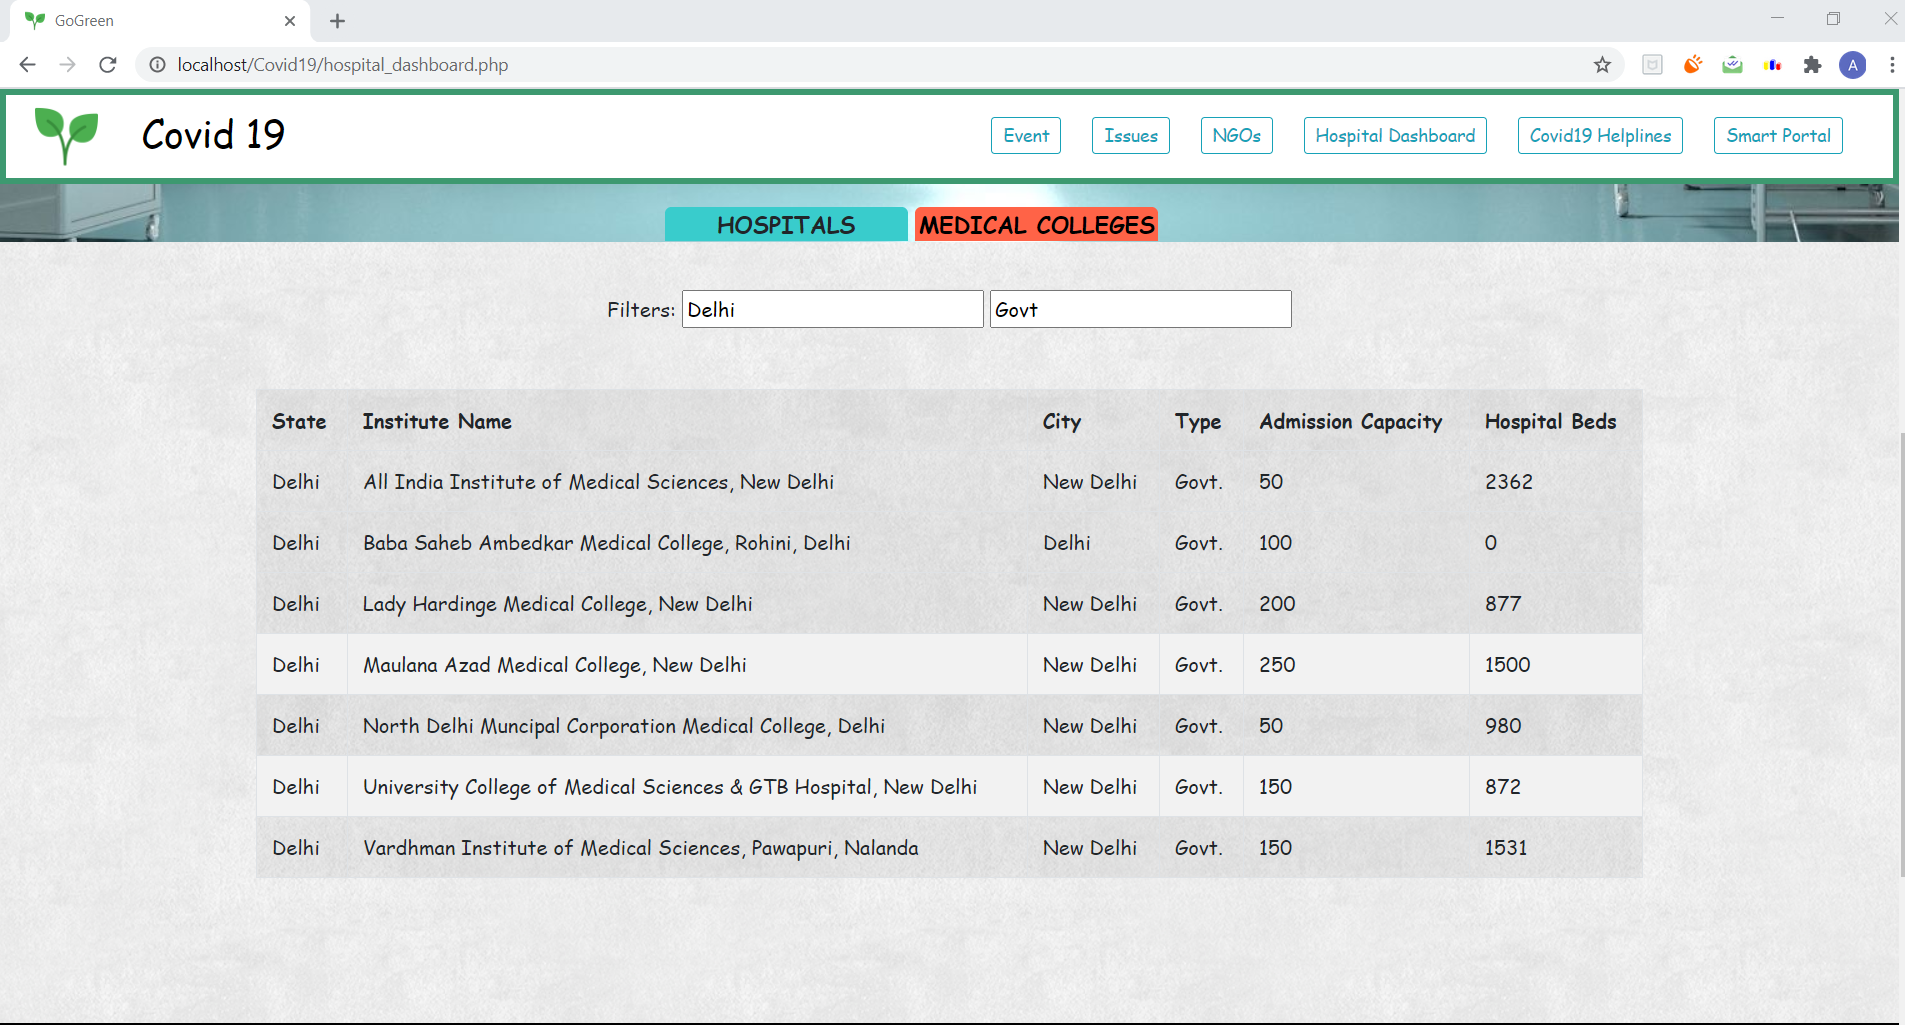 GoGreen
localhost/Covid19/hospital_dashboard.php
A
Covid 19
Event Issues NGOs Hospital Dashboard Covid19 Helplines Smart Portal
HOSPITALS MEDICAL COLLEGES
Filters: Delhi Govt
State Institute Name City Type Admission Capacity Hospital Beds
Delhi All India Institute of Medical Sciences, New Delhi New Delhi Govt. 50 2362
Delhi Baba Saheb Ambedkar Medical College, Rohini, Delhi Delhi Govt. 100 0
Delhi Lady Hardinge Medical College, New Delhi New Delhi Govt. 200 877
Delhi Maulana Azad Medical College, New Delhi New Delhi Govt. 250 1500
Delhi North Delhi Muncipal Corporation Medical College, Delhi New Delhi Govt. 50 980
Delhi University College of Medical Sciences & GTB Hospital, New Delhi New Delhi Govt. 150 872
Delhi Vardhman Institute of Medical Sciences, Pawapuri, Nalanda New Delhi Govt. 150 1531